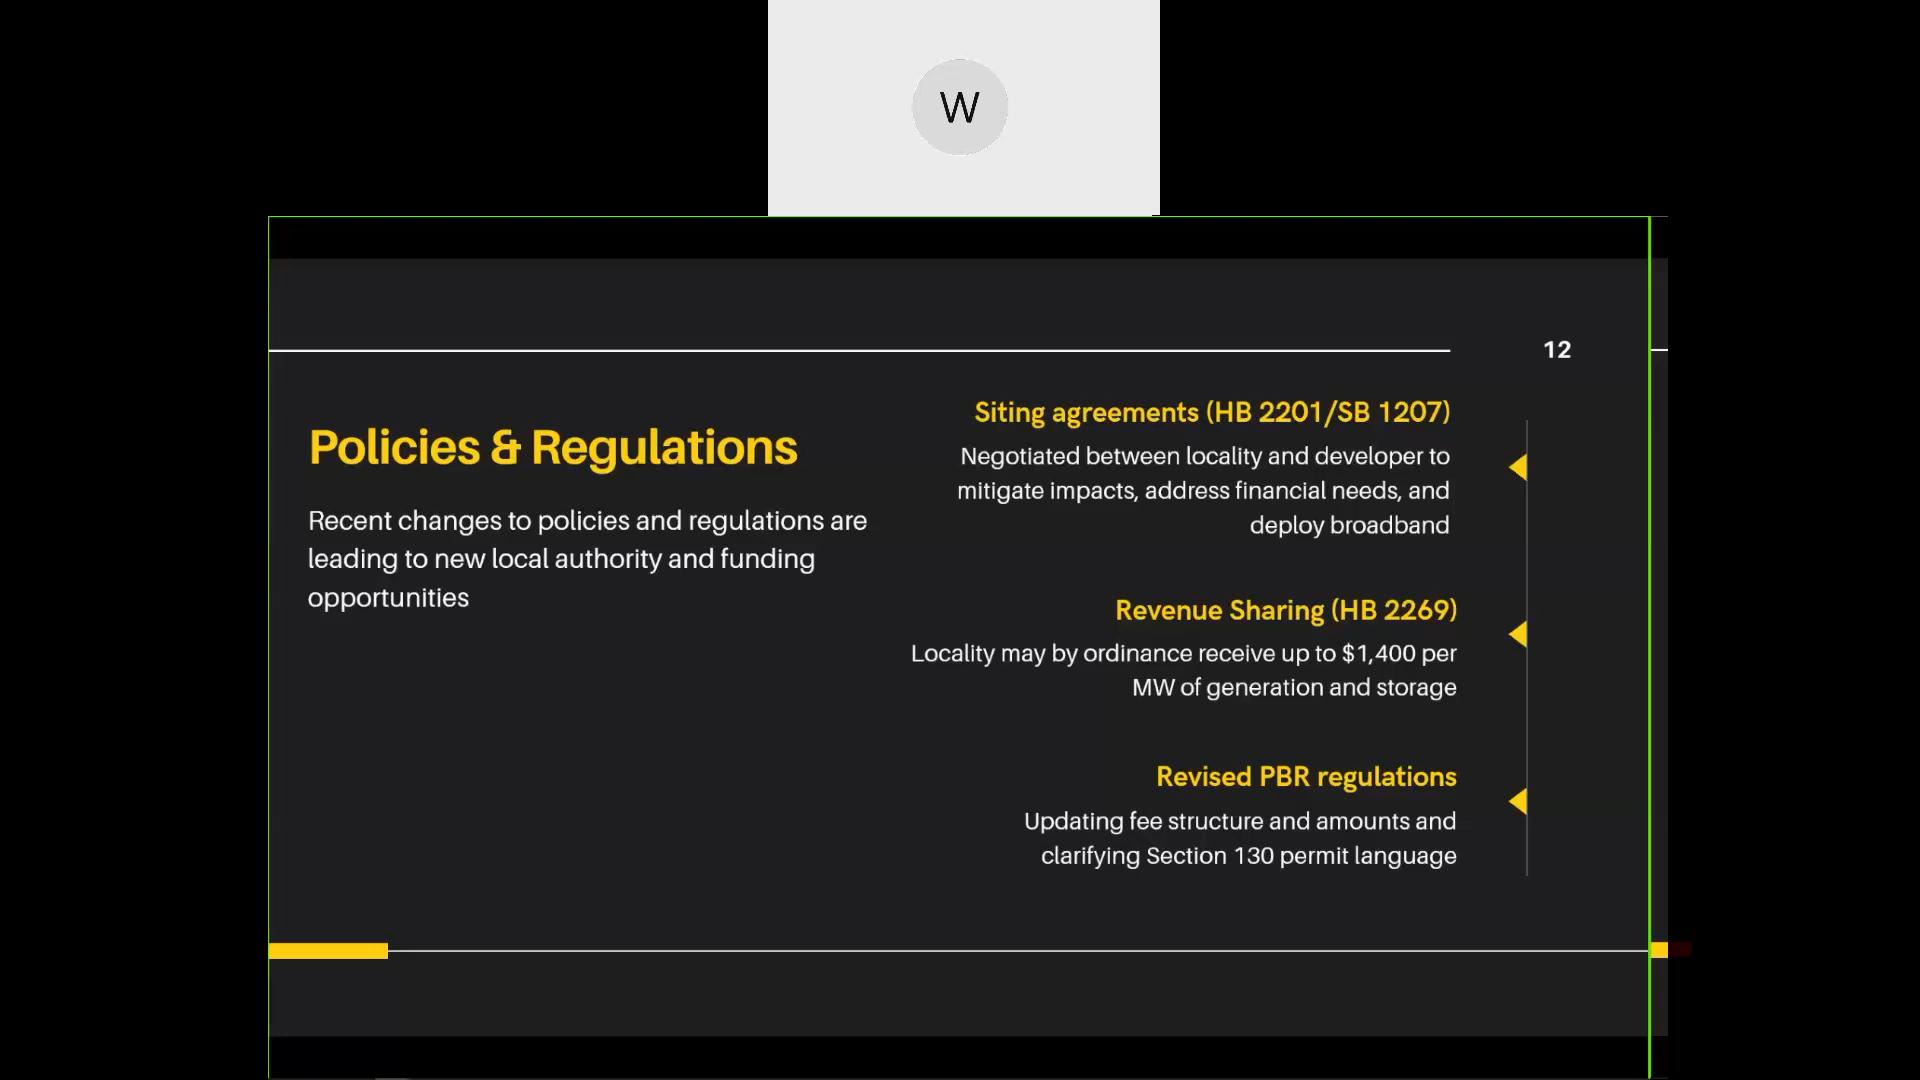 W
12
Policies & Regulations
Recent changes to policies and regulations are
leading to new local authority and funding
opportunities
Siting agreements (HB 2201/SB 1207)
Negotiated between locality and developer to
mitigate impacts, address financial needs, and
deploy broadband
Revenue Sharing (HB 2269)
Locality may by ordinance receive up to $1,400 per
MW of generation and storage
Revised PBR regulations
Updating fee structure and amounts and
clarifying Section 130 permit language